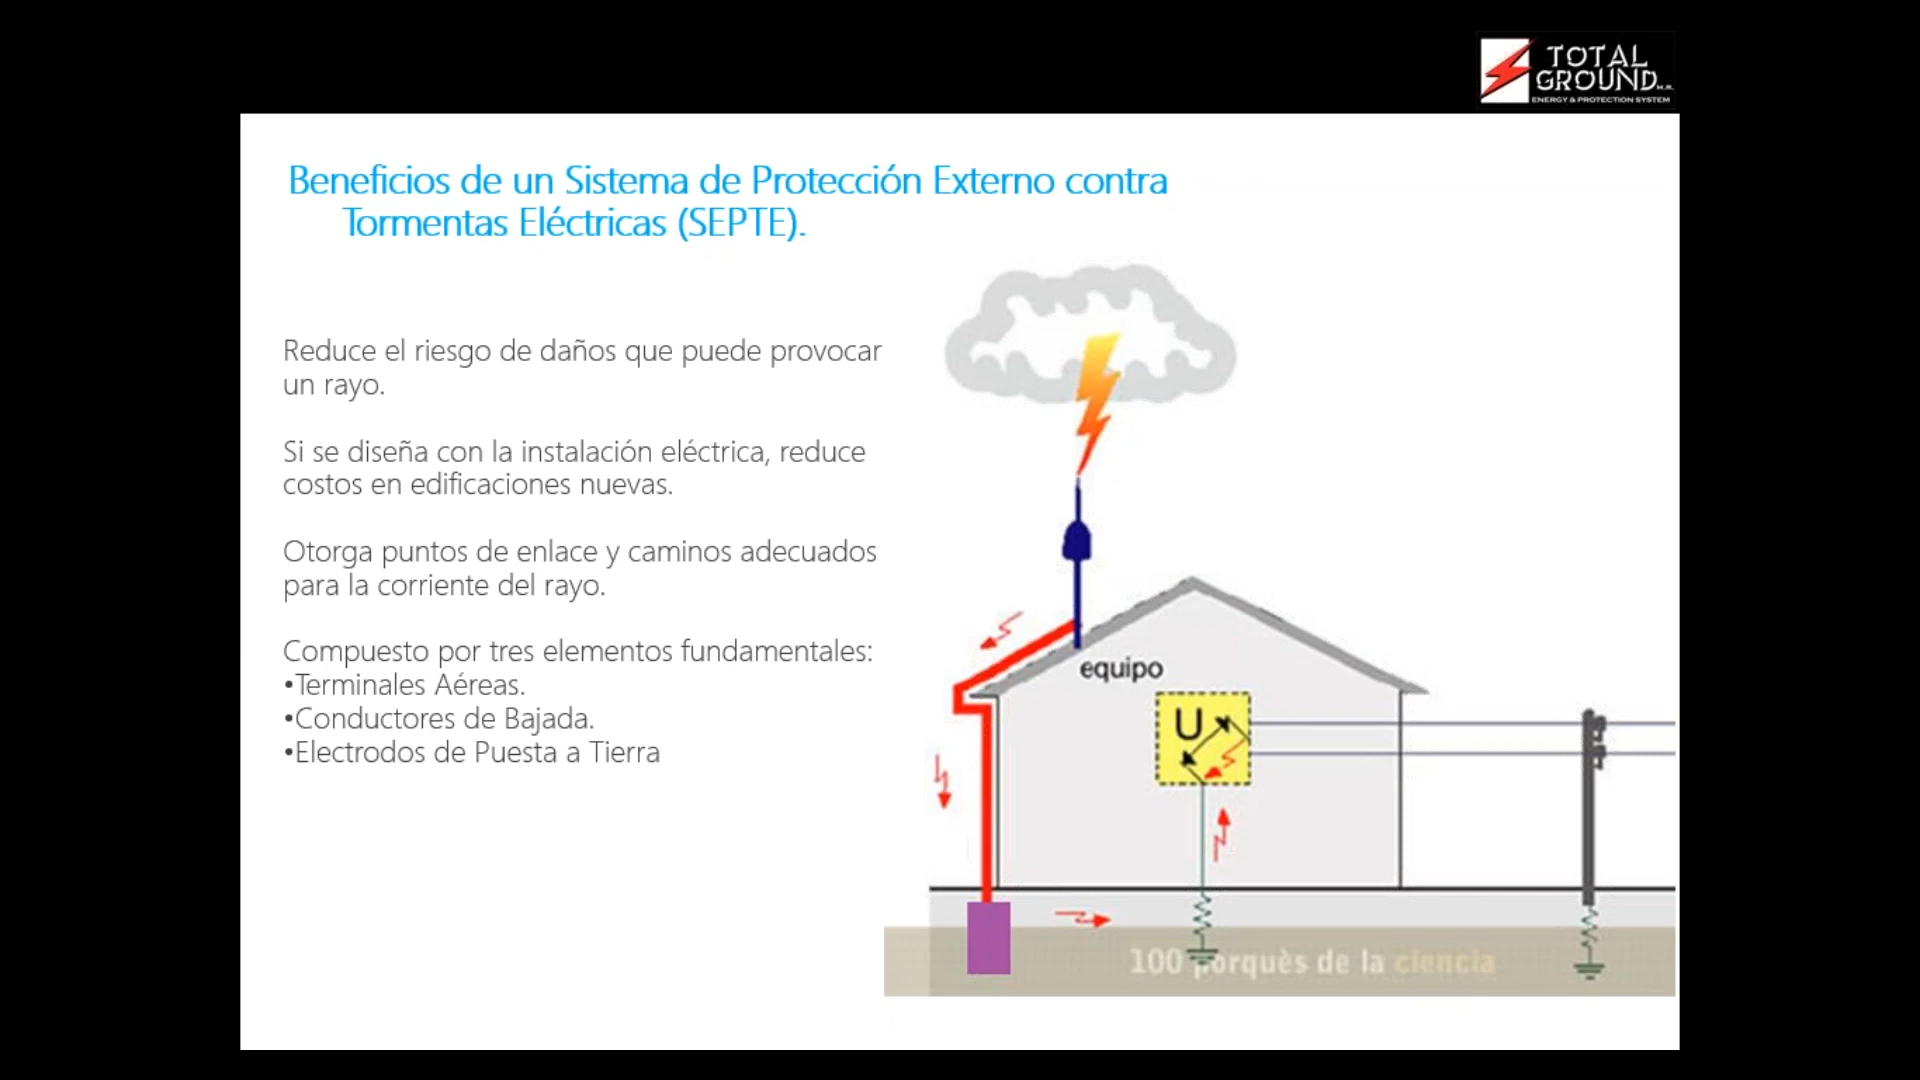 TOTAL
GROUND M.R.
ENERGY & PROTECTION SYSTEM
Beneficios de un Sistema de Protección Externo contra
Tormentas Eléctricas (SEPTE).
Reduce el riesgo de daños que puede provocar
un rayo.
Si se diseña con la instalación eléctrica, reduce
costos en edificaciones nuevas.
Otorga puntos de enlace y caminos adecuados
para la corriente del rayo.
Compuesto por tres elementos fundamentales:
•Terminales Aéreas.
•Conductores de Bajada.
•Electrodos de Puesta a Tierra
equipo
U
100 porquès de la ciencia